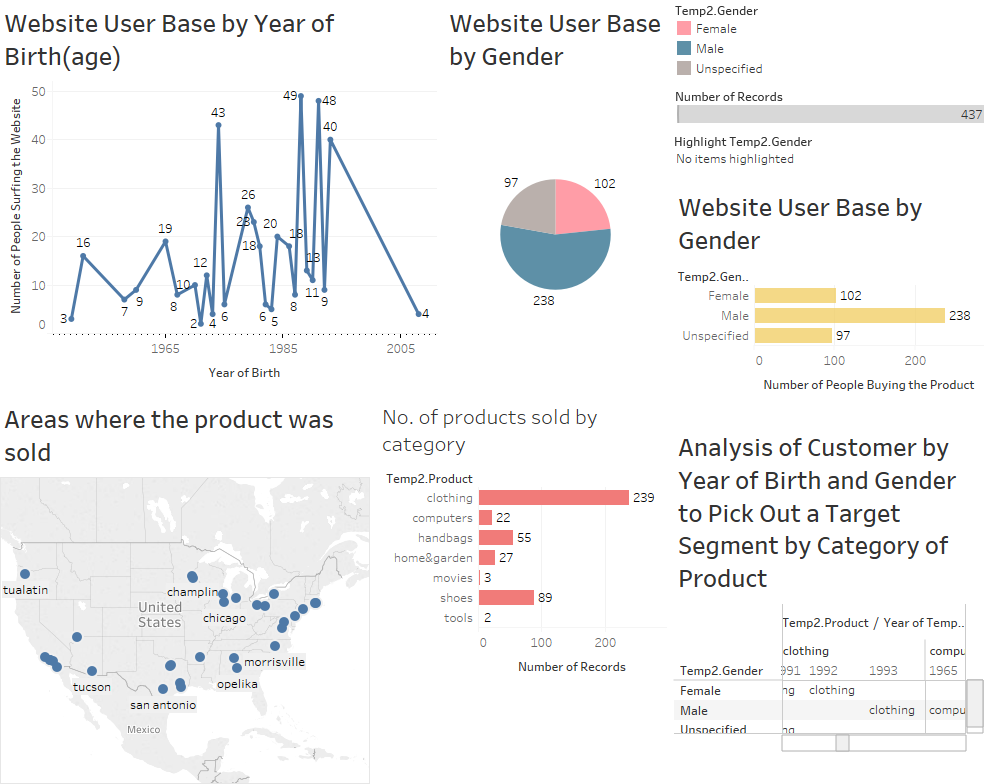 Website User Base by Year of
Birth(age)
Number of People Surfing the Website
50
40
30
20
10
0
3
16
7
9
19
8
10
2
12
4
43
6
26
23
18
6
5
20
18
8
49
13
11
48
9
40
4
1965
1985
2005
Year of Birth
Website User Base
by Gender
97
102
238
Temp2.Gender
Female
Male
Unspecified
Number of Records
437
Highlight Temp2.Gender
No items highlighted
Website User Base by
Gender
Temp2.Gen..
Female
102
Male
238
Unspecified
97
0
100
200
Number of People Buying the Product
Areas where the product was
sold
tualatin
champlin
United
States
chicago
morrisville
tucson
opelika
san antonio
Mexico
No. of products sold by
category
Temp2.Product
clothing
239
computers
22
handbags
55
home&garden
27
movies
3
shoes
89
tools
2
0
100
200
Number of Records
Analysis of Customer by
Year of Birth and Gender
to Pick Out a Target
Segment by Category of
Product
Temp2.Product / Year of Temp..
clothing
compu
Temp2.Gender
991
1992
1993
1965
Female
ng
clothing
Male
clothing
compu
Unspecified
ng